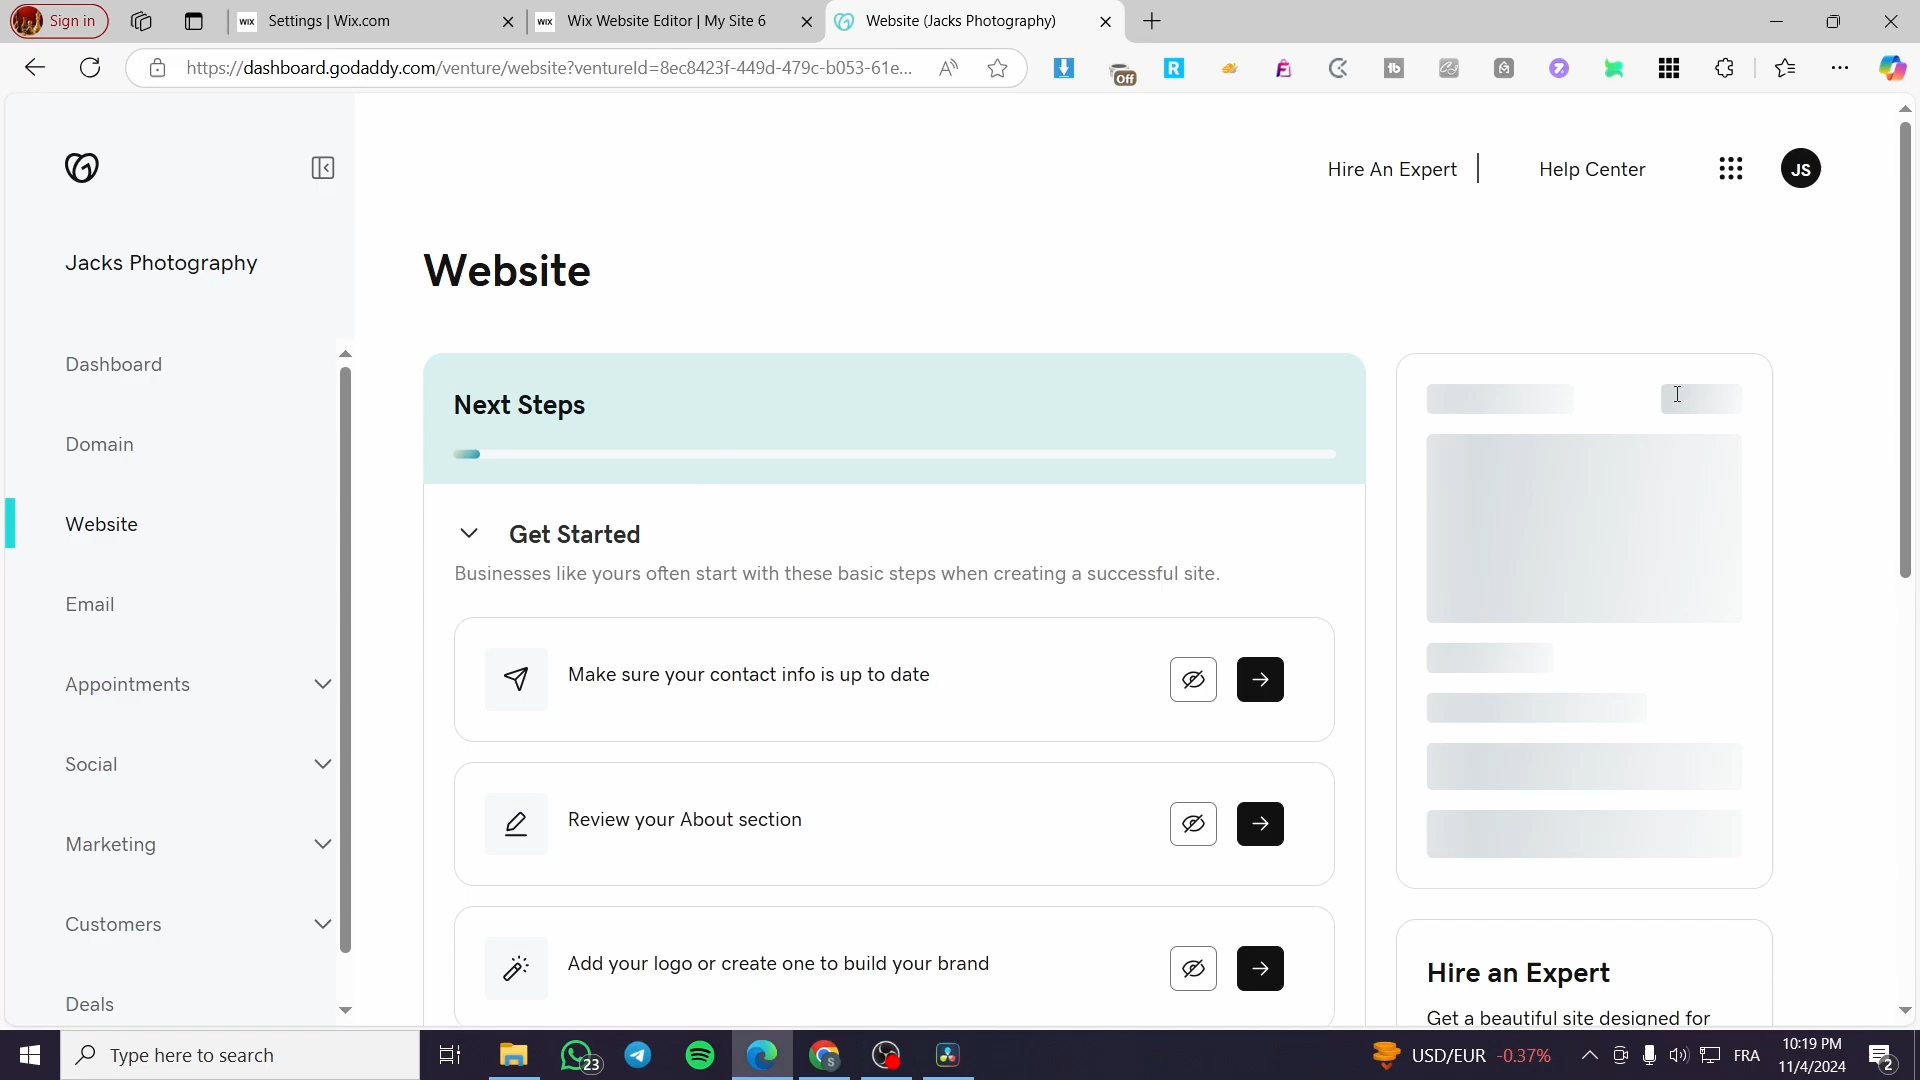 Sign in
WIX Settings | Wix.com
WIX Wix Website Editor | My Site 6
Website (Jacks Photography)
https://dashboard.godaddy.com/venture/website?ventureId=8ec8423f-449d-479c-b053-61e...
Off
R
Hire An Expert
Help Center
JS
Jacks Photography
Website
Dashboard
Domain
Website
Email
Appointments
Social
Marketing
Customers
Deals
Next Steps
Get Started
Businesses like yours often start with these basic steps when creating a successful site.
Make sure your contact info is up to date
Review your About section
Add your logo or create one to build your brand
Hire an Expert
Get a beautiful site designed for
Type here to search
23
USD/EUR -0.37%
FRA
10:19 PM
11/4/2024
2